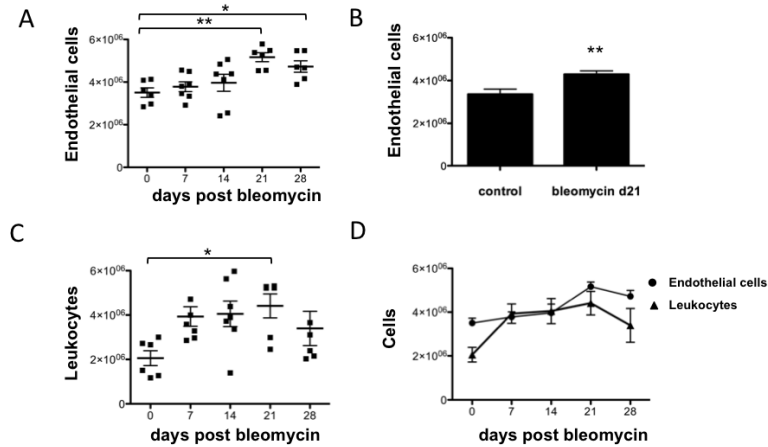 A
*
**
Endothelial cells
6×10⁰⁶
4×10⁰⁶
2×10⁰⁶
0
0 7 14 21 28
days post bleomycin
B
**
Endothelial cells
6×10⁰⁶
4×10⁰⁶
2×10⁰⁶
0
control bleomycin d21
C
*
Leukocytes
6×10⁰⁶
4×10⁰⁶
2×10⁰⁶
0
0 7 14 21 28
days post bleomycin
D
Cells
6×10⁰⁶
4×10⁰⁶
2×10⁰⁶
0
0 7 14 21 28
days post bleomycin
Endothelial cells
Leukocytes